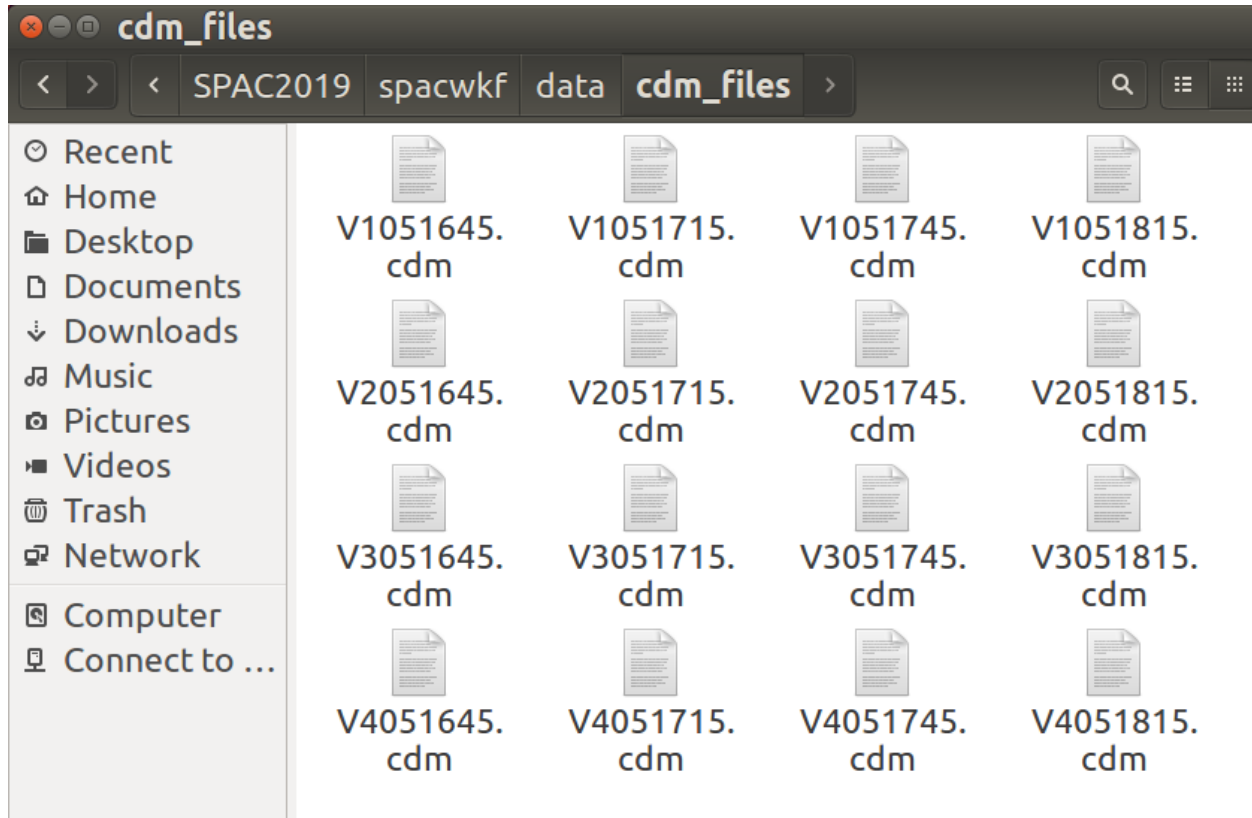 cdm_files
SPAC2019 spacwkf data cdm_files
Recent
Home
Desktop
Documents
Downloads
Music
Pictures
Videos
Trash
Network
Computer
Connect to …
V1051645. V1051715. V1051745. V1051815.
cdm cdm cdm cdm
V2051645. V2051715. V2051745. V2051815.
cdm cdm cdm cdm
V3051645. V3051715. V3051745. V3051815.
cdm cdm cdm cdm
V4051645. V4051715. V4051745. V4051815.
cdm cdm cdm cdm